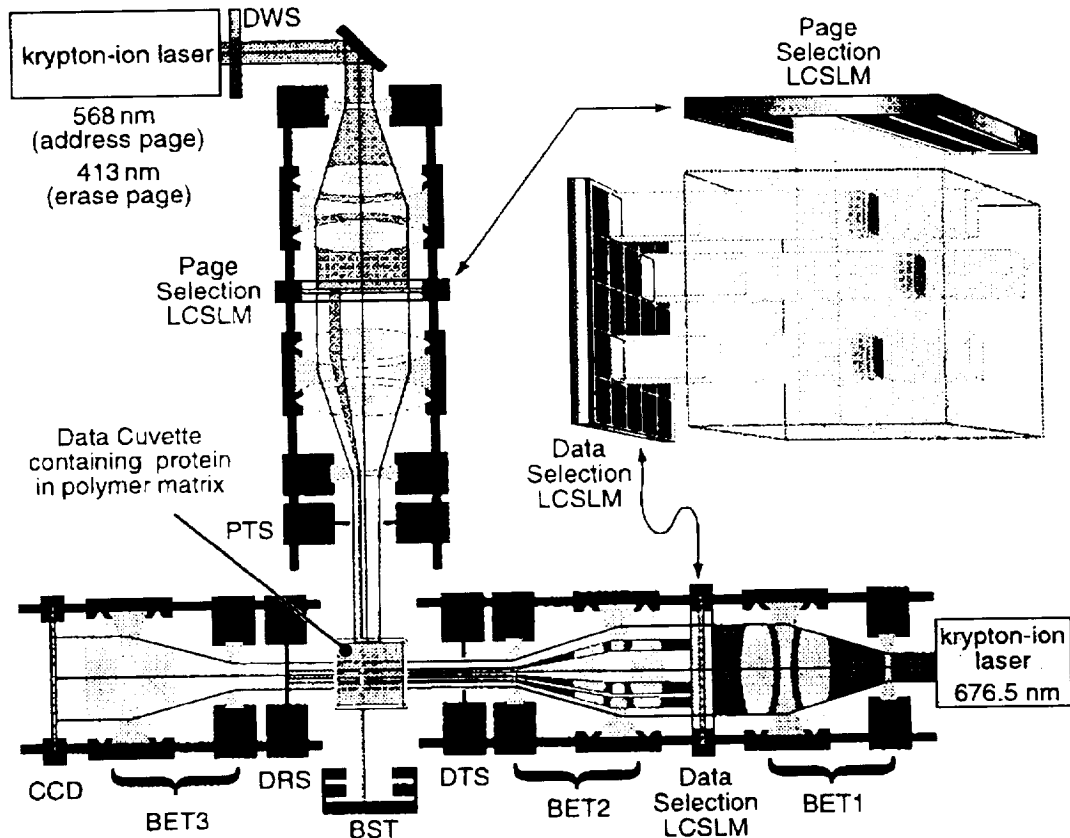 DWS
krypton-ion laser
568 nm
(address page)
413 nm
(erase page)
Page
Selection
LCSLM
Page
Selection
LCSLM
Data Cuvette
containing protein
in polymer matrix
Data
Selection
LCSLM
PTS
krypton-ion
laser
676.5 nm
CCD
BET3
DRS
BST
DTS
BET2
Data
Selection
LCSLM
BET1